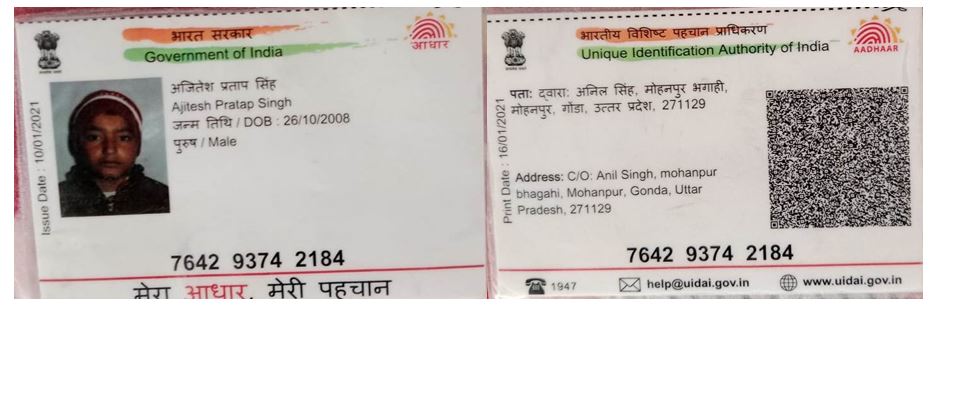 भारत सरकार
Government of India
आधार
Issue Date : 10/01/2021
अजितेश प्रताप सिंह
Ajitesh Pratap Singh
जन्म तिथि / DOB : 26/10/2008
पुरुष / Male
7642 9374 2184
मेरा आधार, मेरी पहचान
भारतीय विशिष्ट पहचान प्राधिकरण
Unique Identification Authority of India
AADHAAR
Print Date : 16/01/2021
पता: द्वारा: अनिल सिंह, मोहनपुर भगाही,
मोहनपुर, गोंडा, उत्तर प्रदेश, 271129
Address: C/O: Anil Singh, mohanpur
bhagahi, Mohanpur, Gonda, Uttar
Pradesh, 271129
7642 9374 2184
1947
help@uidai.gov.in
www.uidai.gov.in